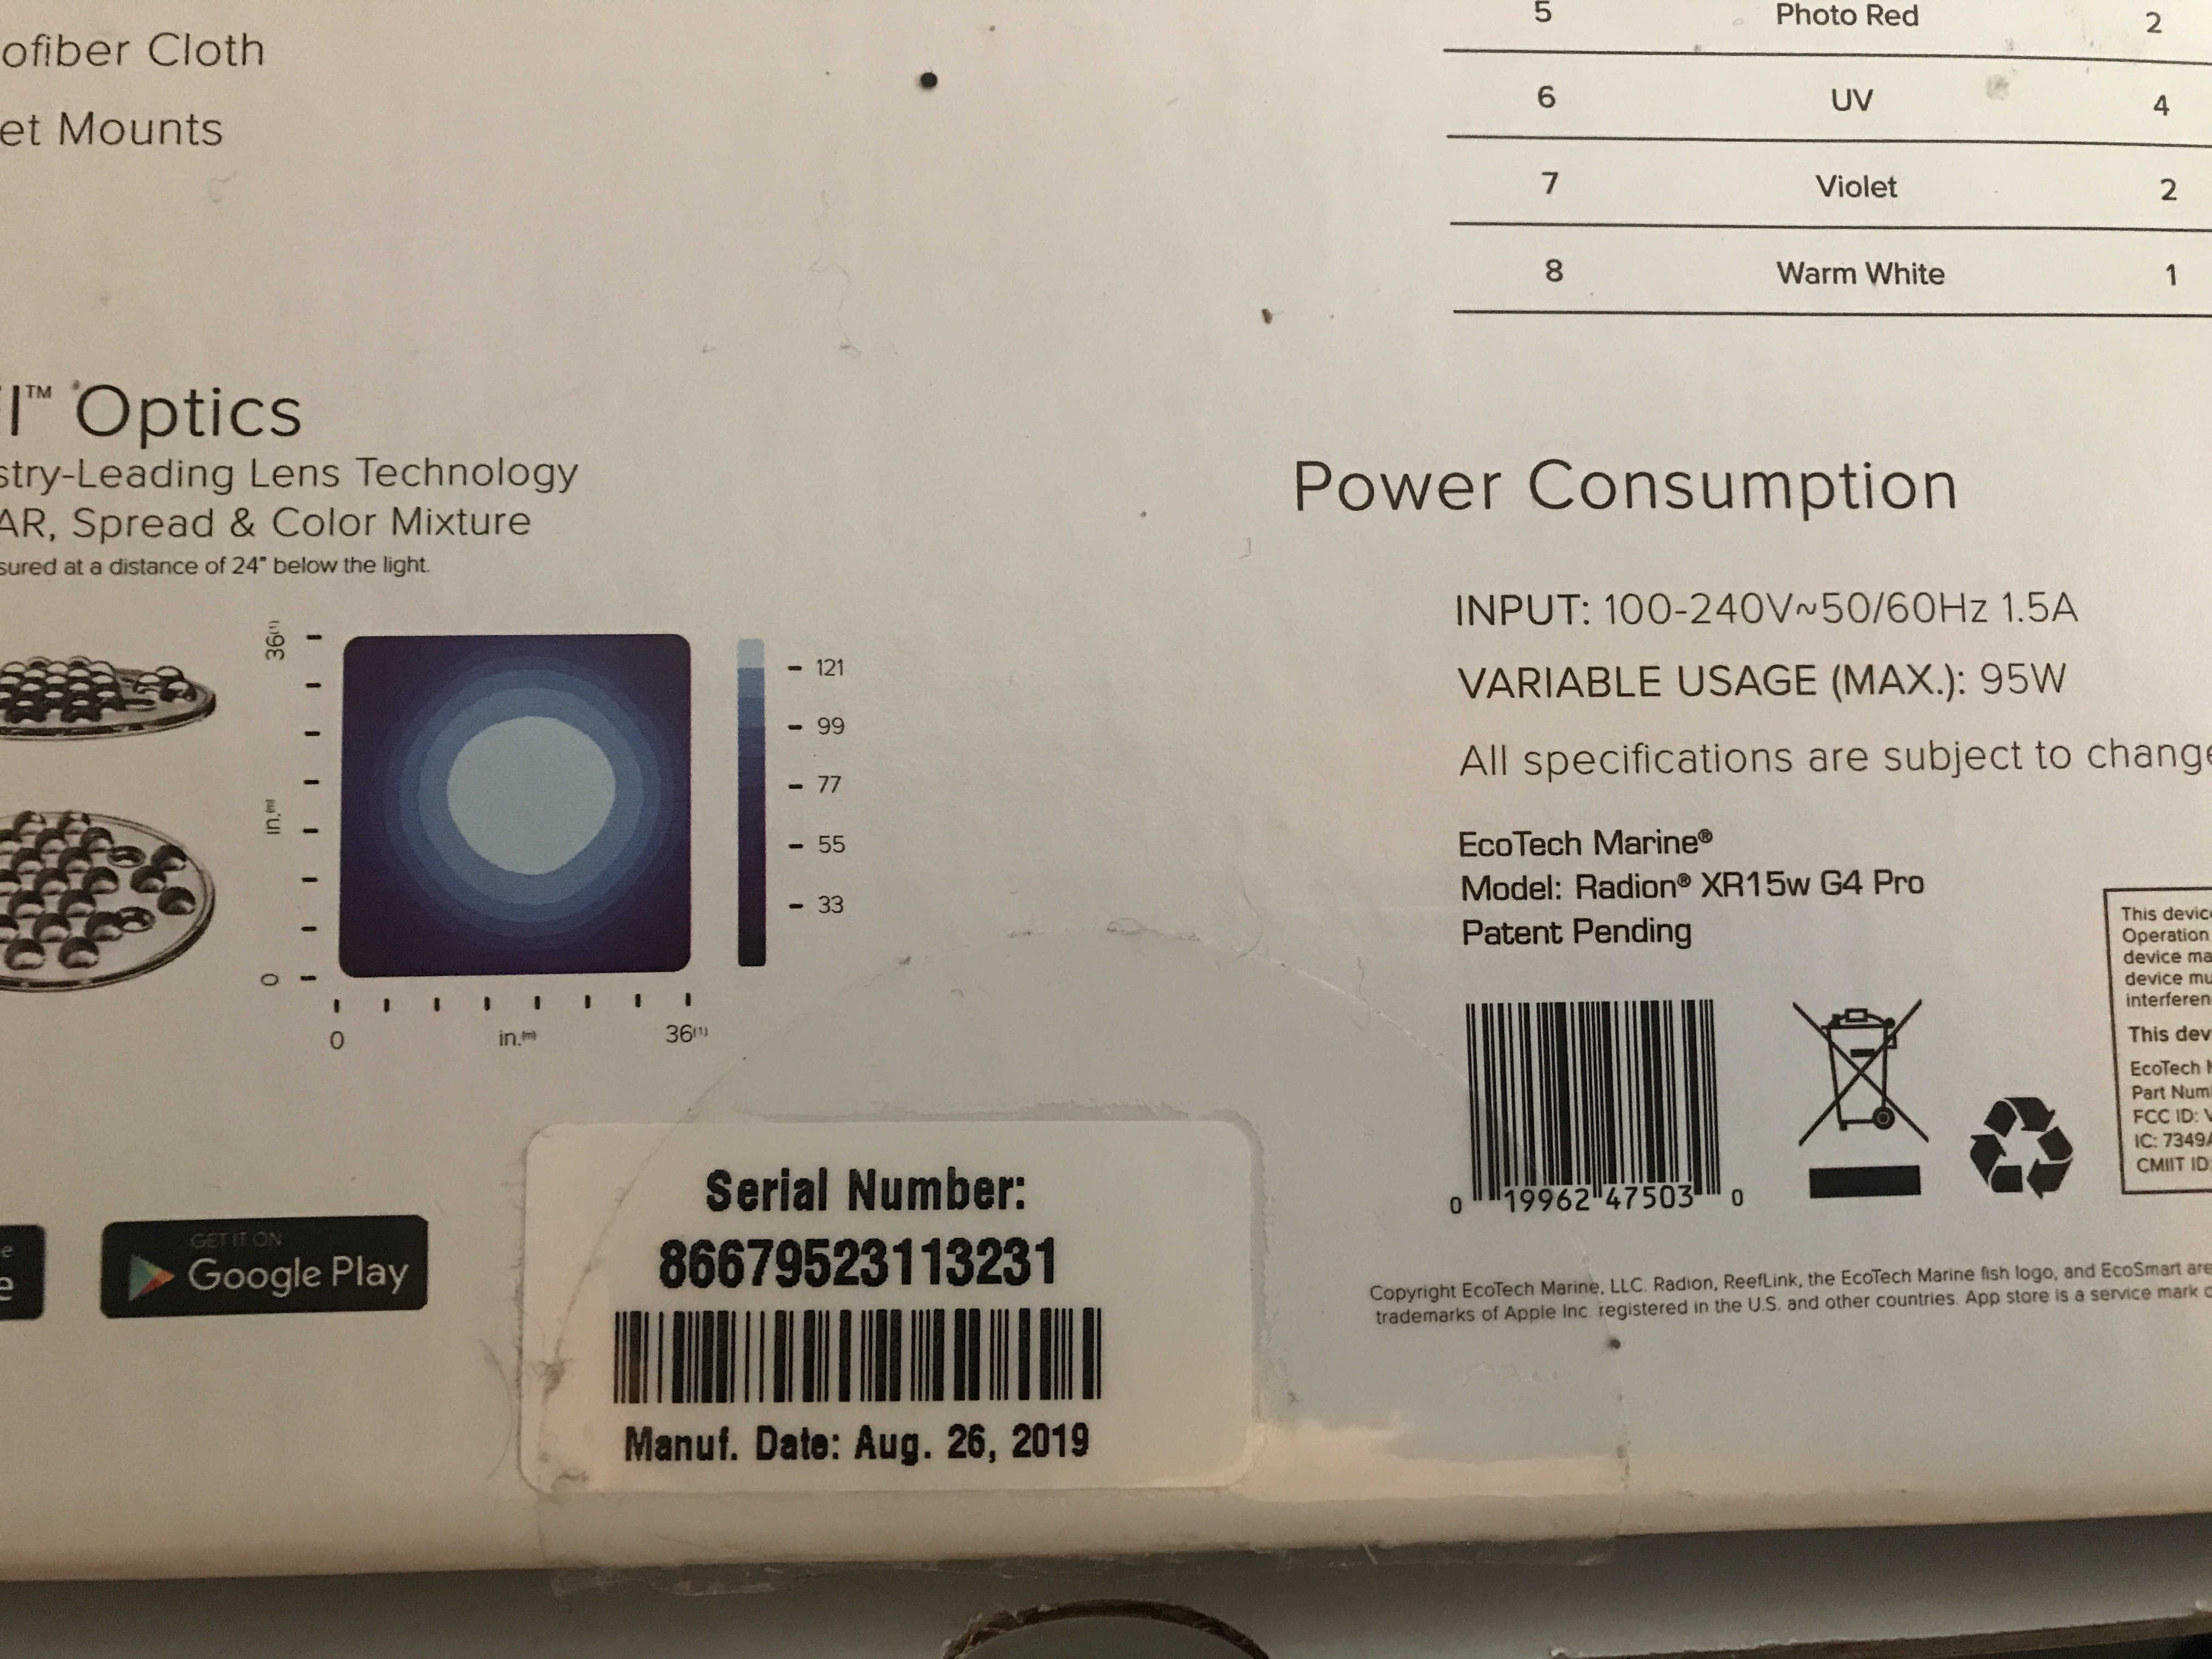 ofiber Cloth
et Mounts
5 Photo Red 2
6 UV 4
7 Violet 2
8 Warm White 1
I™ Optics
stry-Leading Lens Technology
AR, Spread & Color Mixture
sured at a distance of 24" below the light.
36(1)
in.(m)
0
0
in.(m)
36(1)
121
99
77
55
33
Power Consumption
INPUT: 100-240V~50/60Hz 1.5A
VARIABLE USAGE (MAX.): 95W
All specifications are subject to change
EcoTech Marine®
Model: Radion® XR15w G4 Pro
Patent Pending
0 19962 47503 0
This devic
Operation
device ma
device mu
interferen
This dev
EcoTech M
Part Num
FCC ID: V
IC: 7349A
CMIIT ID:
e
e
GET IT ON
Google Play
Serial Number:
86679523113231
Manuf. Date: Aug. 26, 2019
Copyright EcoTech Marine, LLC. Radion, ReefLink, the EcoTech Marine fish logo, and EcoSmart are
trademarks of Apple Inc. registered in the U.S. and other countries. App store is a service mark o